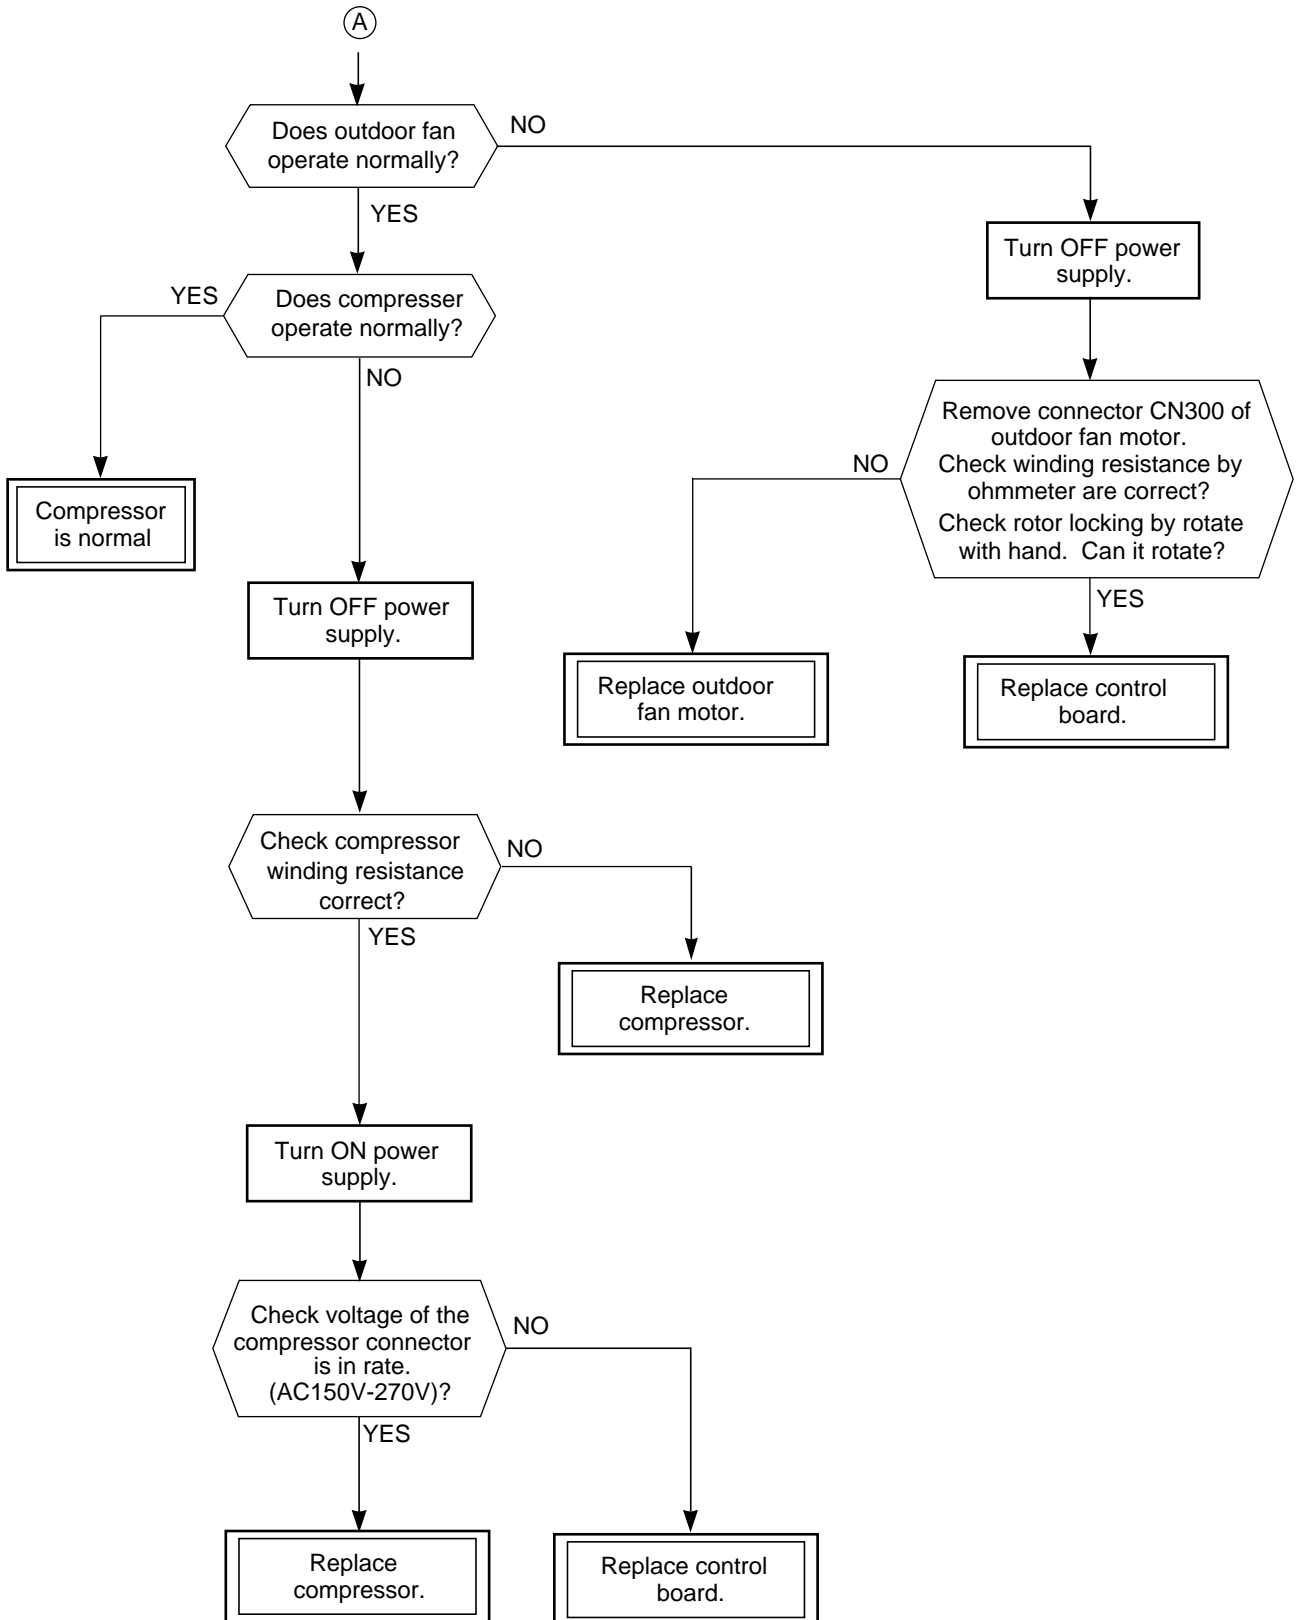 A
Does outdoor fan
operate normally?
NO
YES
Turn OFF power
supply.
YES
Does compresser
operate normally?
NO
Remove connector CN300 of
outdoor fan motor.
Check winding resistance by
ohmmeter are correct?
Check rotor locking by rotate
with hand. Can it rotate?
NO
YES
Compressor
is normal
Turn OFF power
supply.
Replace outdoor
fan motor.
Replace control
board.
Check compressor
winding resistance
correct?
NO
YES
Replace
compressor.
Turn ON power
supply.
Check voltage of the
compressor connector
is in rate.
(AC150V-270V)?
NO
YES
Replace
compressor.
Replace control
board.